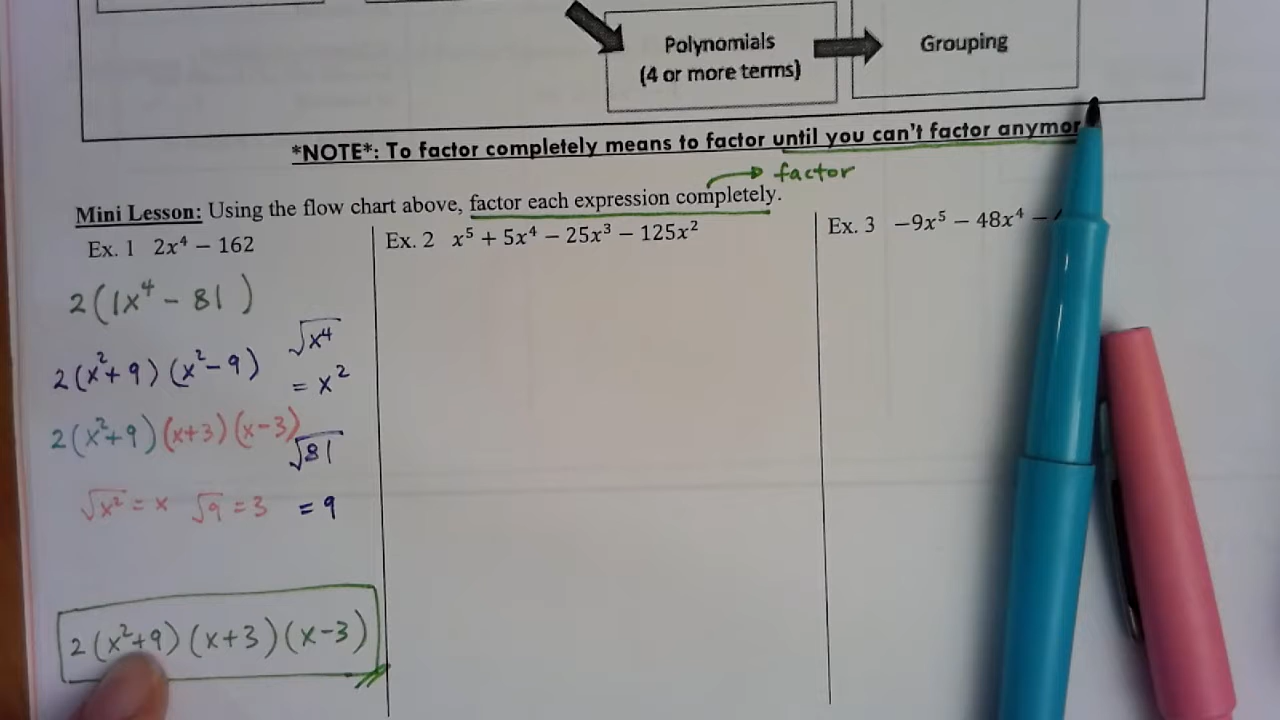 Polynomials
(4 or more terms)
Grouping
*NOTE*: To factor completely means to factor until you can't factor
factor
Mini Lesson: Using the flow chart above, factor each expression completely.
Ex. 1 2x⁴ − 162
2(1x⁴ - 81)
2(x²+9)(x²-9)
√x⁴
= x²
2(x²+9)(x+3)(x-3)
√81
= 9
√x² = x √9 = 3
2(x²+9)(x+3)(x-3)
Ex. 2 x⁵ + 5x⁴ − 25x³ − 125x²
Ex. 3 −9x⁵ − 48x⁴ −